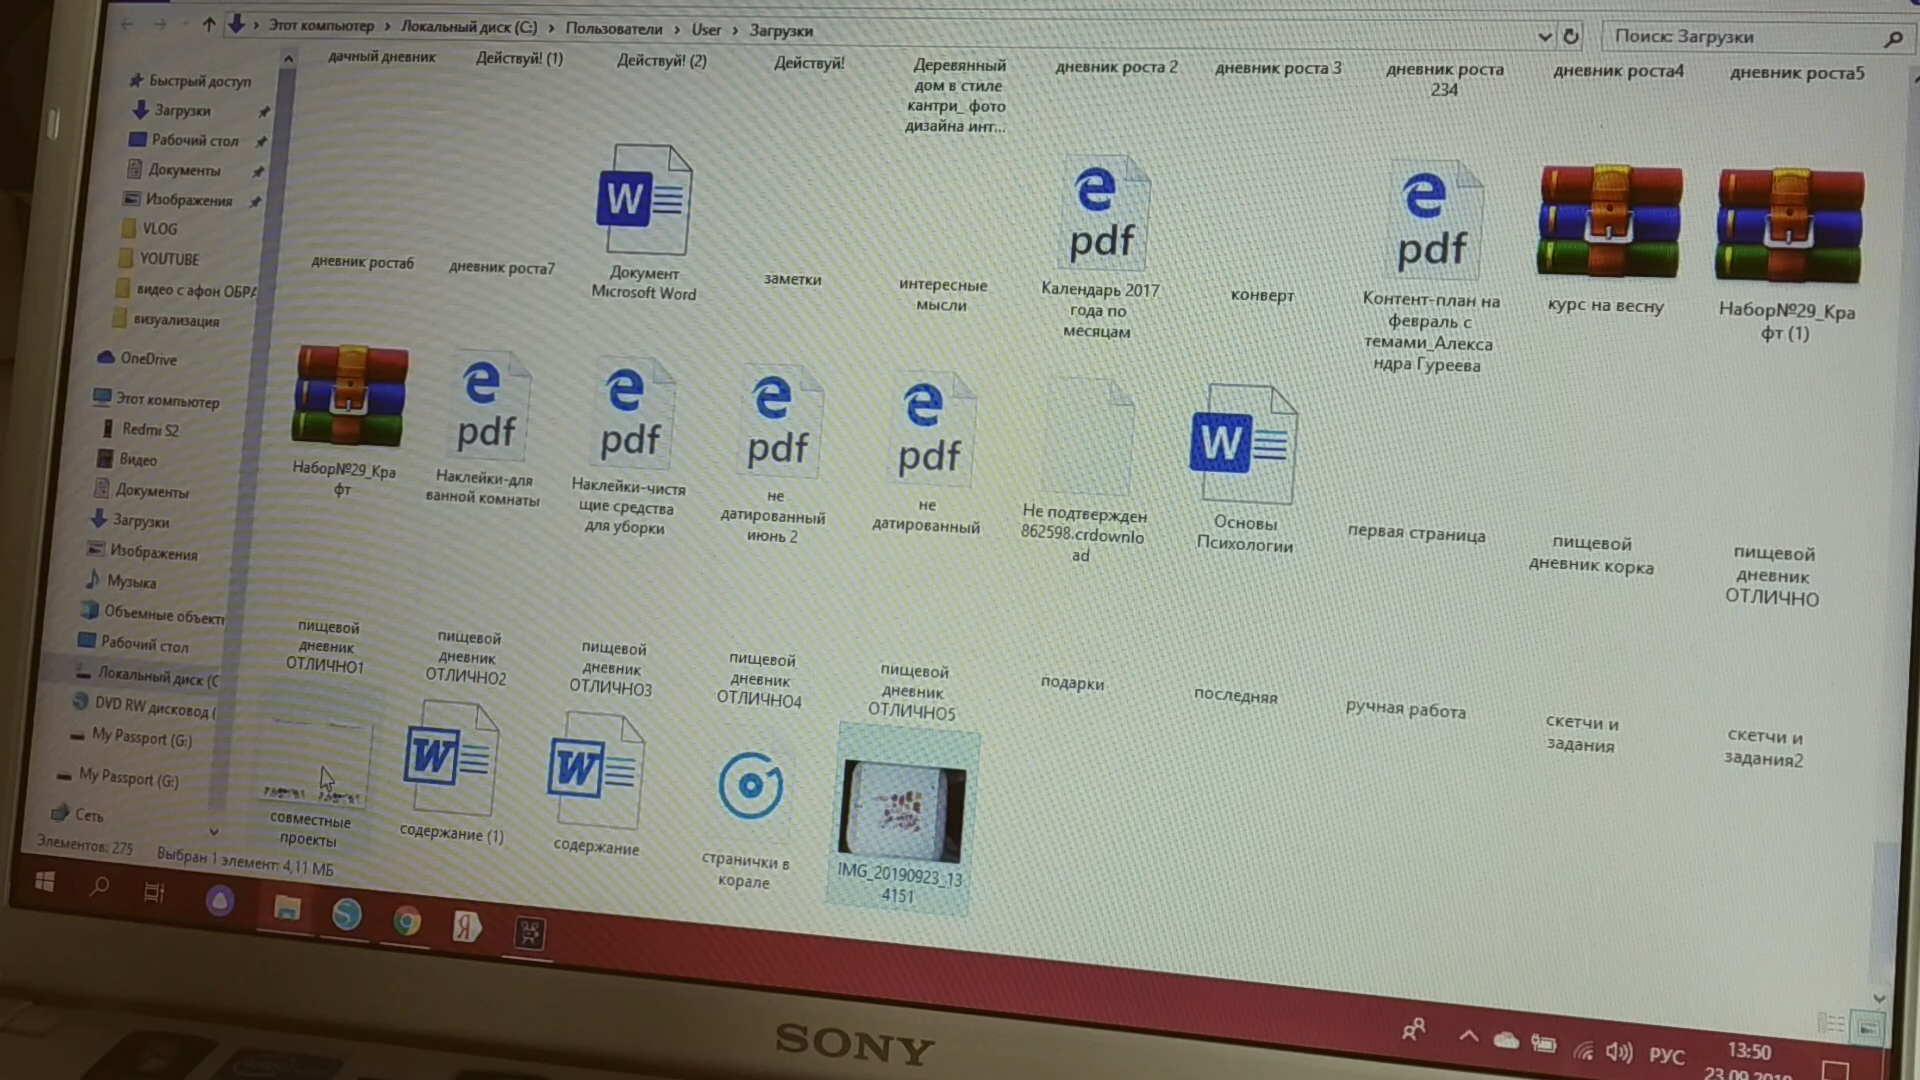 Этот компьютер > Локальный диск (C:) > Пользователи > User > Загрузки
Поиск: Загрузки
Быстрый доступ
Загрузки
Рабочий стол
Документы
Изображения
VLOG
YOUTUBE
видео с афон ОБРА
визуализация
OneDrive
Этот компьютер
Redmi S2
Видео
Документы
Загрузки
Изображения
Музыка
Объемные объект
Рабочий стол
Локальный диск (C
DVD RW дисковод (
My Passport (G:)
My Passport (G:)
Сеть
дачный дневник
Действуй! (1)
Действуй! (2)
Действуй!
Деревянный
дом в стиле
кантри_ фото
дизайна инт...
дневник роста 2
дневник роста 3
дневник роста
234
дневник роста4
дневник роста5
дневник роста6
дневник роста7
W
Документ
Microsoft Word
заметки
интересные
мысли
pdf
Календарь 2017
года по
месяцам
конверт
pdf
Контент-план на
февраль с
темами_Алекса
ндра Гуреева
курс на весну
Набор№29_Кра
фт (1)
Набор№29_Кра
фт
pdf
Наклейки-для
ванной комнаты
pdf
Наклейки-чистя
щие средства
для уборки
pdf
не
датированный
июнь 2
pdf
не
датированный
Не подтвержден
862598.crdownlo
ad
W
Основы
Психологии
первая страница
пищевой
дневник корка
пищевой
дневник
ОТЛИЧНО
пищевой
дневник
ОТЛИЧНО1
пищевой
дневник
ОТЛИЧНО2
пищевой
дневник
ОТЛИЧНО3
пищевой
дневник
ОТЛИЧНО4
пищевой
дневник
ОТЛИЧНО5
подарки
последняя
ручная работа
скетчи и
задания
скетчи и
задания2
совместные
проекты
W
содержание (1)
W
содержание
странички в
корале
IMG_20190923_13
4151
Элементов: 275 Выбран 1 элемент: 4,11 МБ
Я
РУС
13:50
SONY